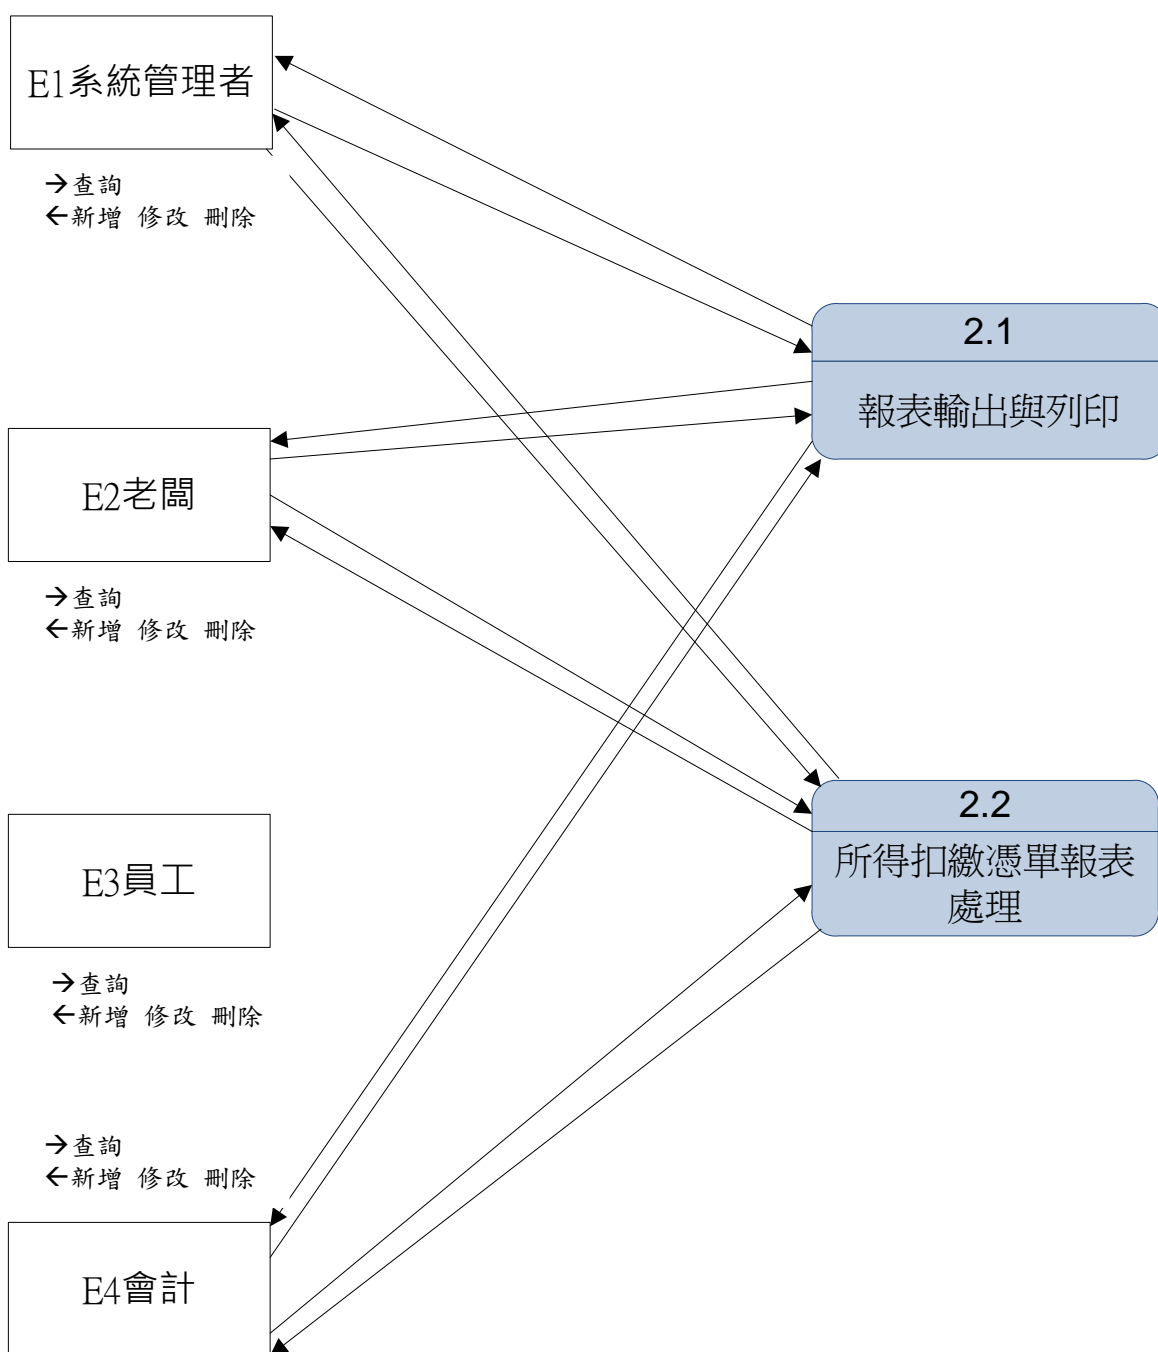 E1系統管理者
→查詢
←新增 修改 刪除
2.1
報表輸出與列印
E2老闆
→查詢
←新增 修改 刪除
2.2
所得扣繳憑單報表
處理
E3員工
→查詢
←新增 修改 刪除
→查詢
←新增 修改 刪除
E4會計